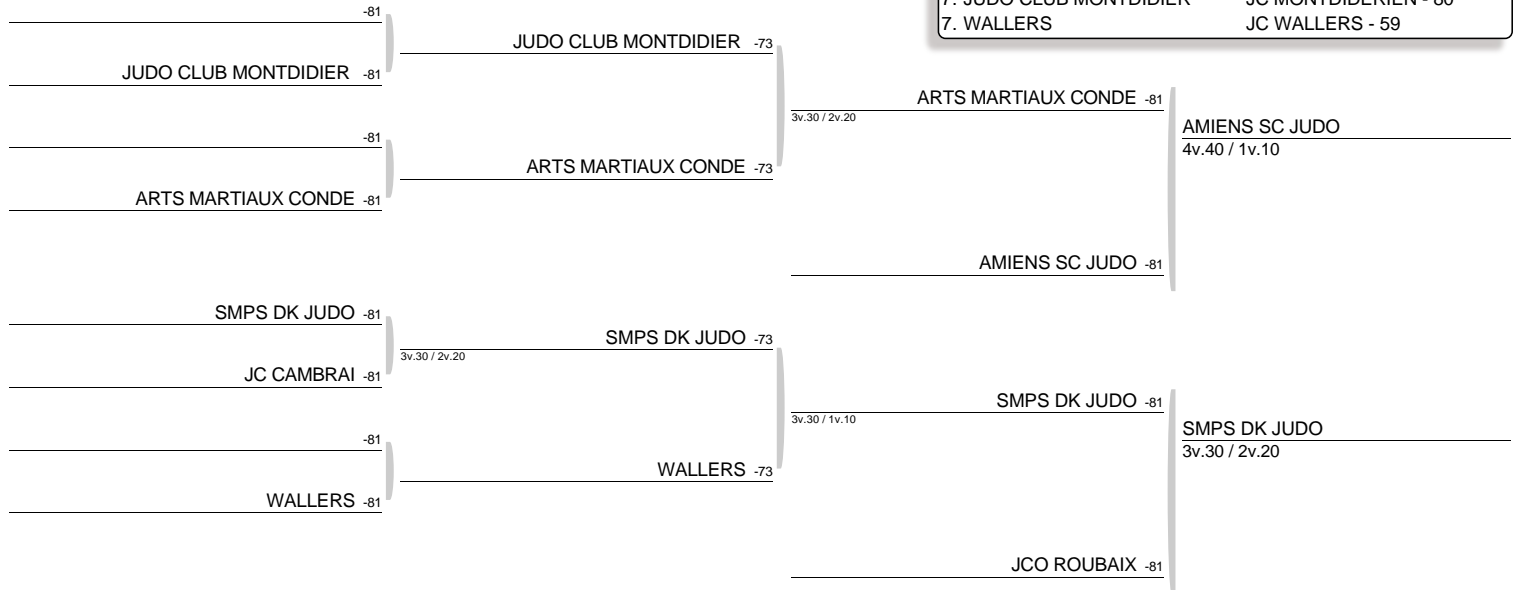 7. JUDO CLUB MONTDIDIER JC MONTDIDERIEN - 80
7. WALLERS JC WALLERS - 59
-81
JUDO CLUB MONTDIDIER -81
-81
ARTS MARTIAUX CONDE -81
SMPS DK JUDO -81
JC CAMBRAI -81
-81
WALLERS -81
JUDO CLUB MONTDIDIER -73
ARTS MARTIAUX CONDE -73
SMPS DK JUDO -73
3v.30 / 2v.20
WALLERS -73
ARTS MARTIAUX CONDE -81
3v.30 / 2v.20
AMIENS SC JUDO -81
SMPS DK JUDO -81
3v.30 / 1v.10
JCO ROUBAIX -81
AMIENS SC JUDO
4v.40 / 1v.10
SMPS DK JUDO
3v.30 / 2v.20